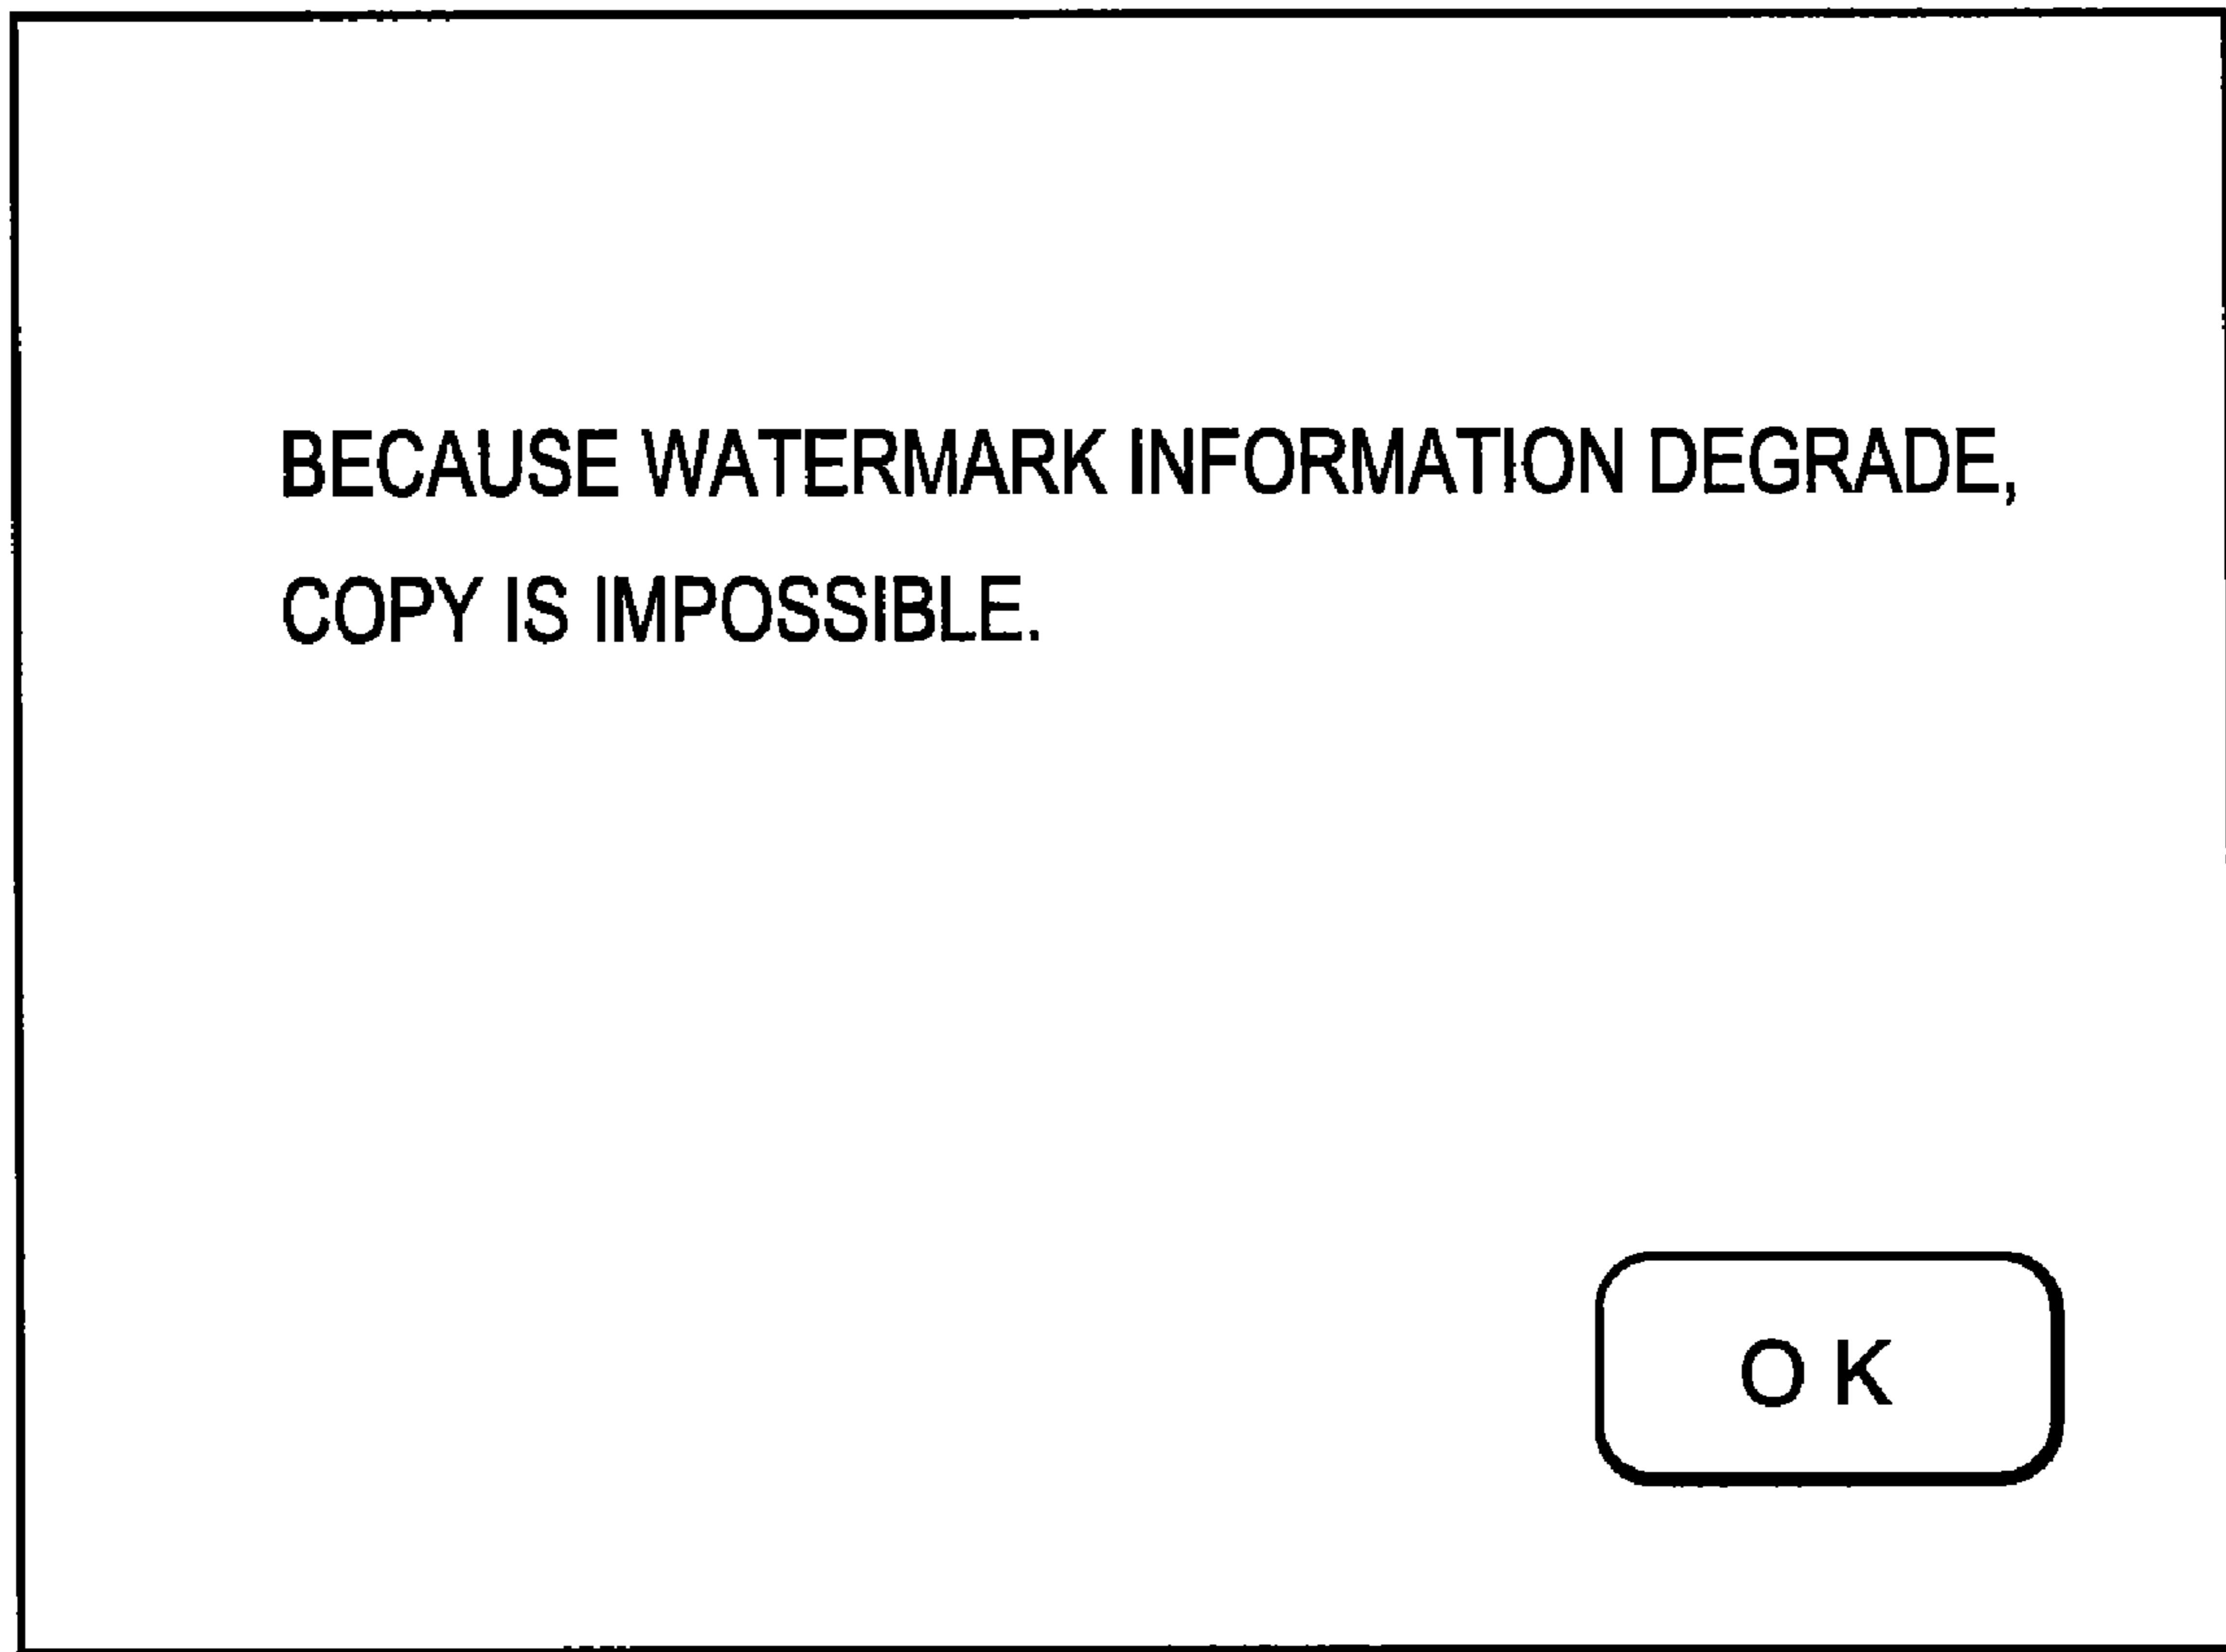 BECAUSE WATERMARK INFORMATION DEGRADE,
COPY IS IMPOSSIBLE.
OK